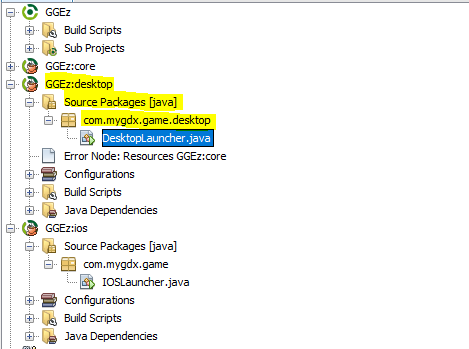 GGEz
Build Scripts
Sub Projects
GGEz:core
GGEz:desktop
Source Packages [java]
com.mygdx.game.desktop
DesktopLauncher.java
Error Node: Resources GGEz:core
Configurations
Build Scripts
Java Dependencies
GGEz:ios
Source Packages [java]
com.mygdx.game
IOSLauncher.java
Configurations
Build Scripts
Java Dependencies